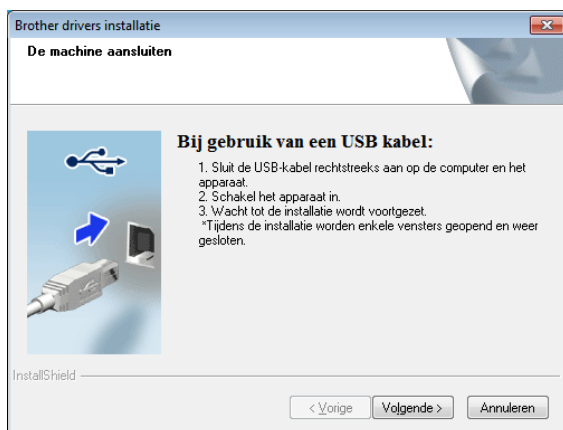 Brother drivers installatie
De machine aansluiten
Bij gebruik van een USB kabel:
1. Sluit de USB-kabel rechtstreeks aan op de computer en het
apparaat.
2. Schakel het apparaat in.
3. Wacht tot de installatie wordt voortgezet.
*Tijdens de installatie worden enkele vensters geopend en weer
gesloten.
InstallShield
< Vorige Volgende > Annuleren